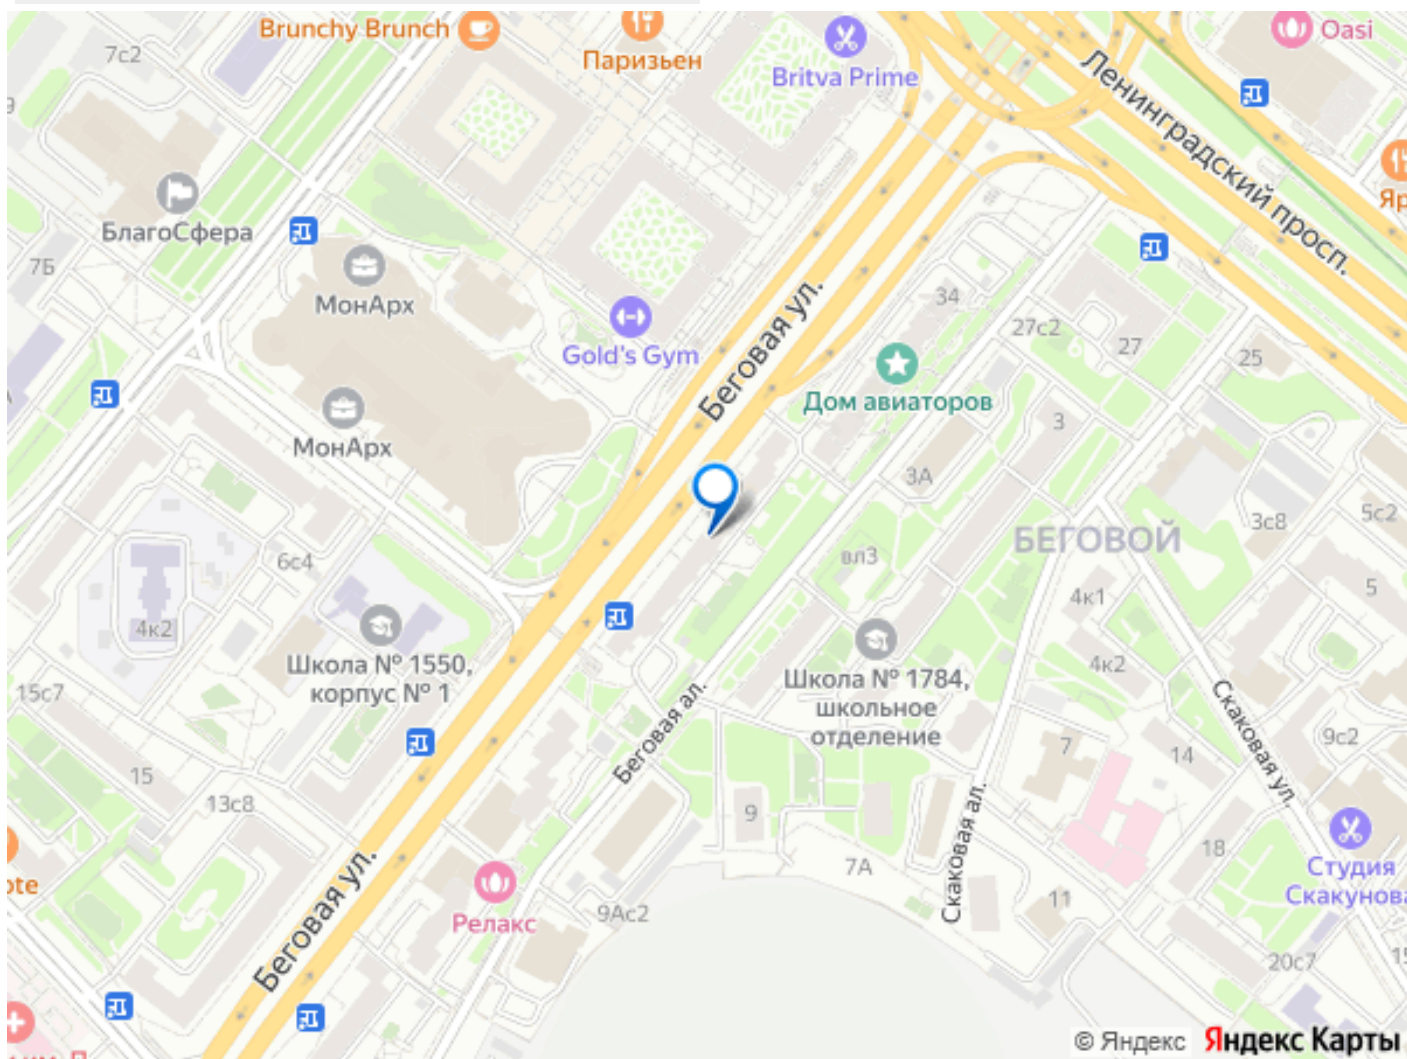 Brunchy Brunch
Паризьен
Britva Prime
Oasi
7с2
9
Ленинградский просп.
Яр
БлагоСфера
7Б
МонАрх
Gold's Gym
Беговая ул.
34
27с2
27
25
Дом авиаторов
МонАрх
3
3А
3с8
5с2
БЕГОВОЙ
6с4
вл3
5
4к1
4к2
4к2
Школа № 1550,
корпус № 1
Школа № 1784,
школьное
отделение
15с7
Беговая ал.
Скаковая ул.
7
14
9с2
15
13с8
9
Скаковая ал.
18
Студия
Скакунова
7А
11
Беговая ул.
Релакс
9Ас2
20с7
15
© Яндекс Яндекс Карты